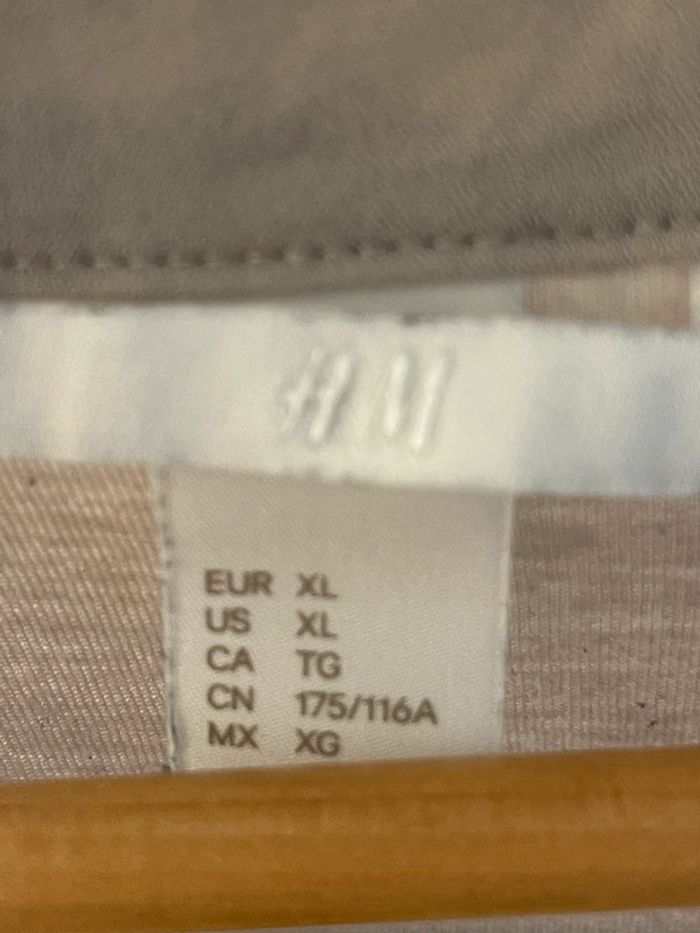 H M
EUR XL
US XL
CA TG
CN 175/116A
MX XG